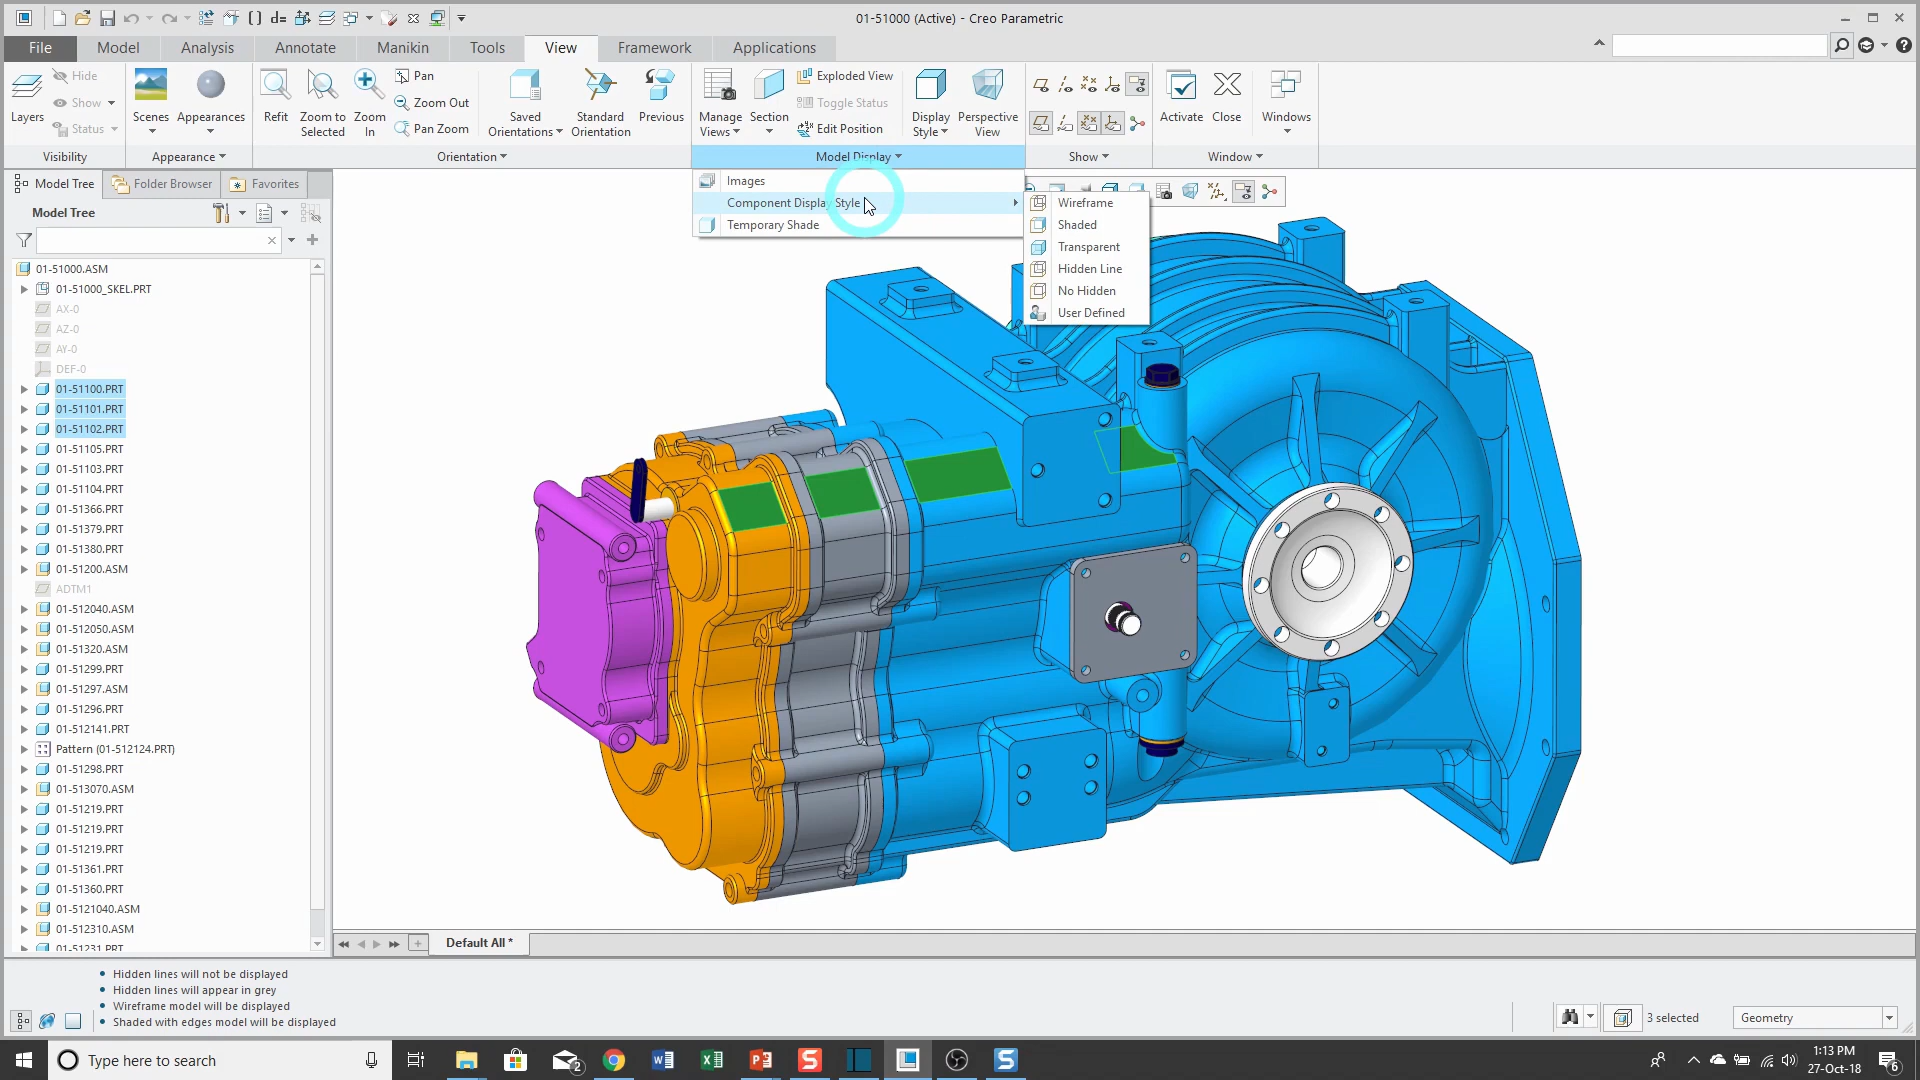 01-51000 (Active) - Creo Parametric
File
Model
Analysis
Annotate
Manikin
Tools
View
Framework
Applications
Layers
Hide
Show
Status
Visibility
Scenes
Appearances
Appearance
Refit
Zoom to Selected
Zoom In
Pan
Zoom Out
Pan Zoom
Saved Orientations
Standard Orientation
Previous
Orientation
Manage Views
Section
Exploded View
Toggle Status
Edit Position
Display Style
Perspective View
Model Display
Show
Activate
Close
Windows
Window
Images
Component Display Style
Temporary Shade
Wireframe
Shaded
Transparent
Hidden Line
No Hidden
User Defined
Model Tree
Folder Browser
Favorites
Model Tree
01-51000.ASM
01-51000_SKEL.PRT
AX-0
AZ-0
AY-0
DEF-0
01-51100.PRT
01-51101.PRT
01-51102.PRT
01-51105.PRT
01-51103.PRT
01-51104.PRT
01-51366.PRT
01-51379.PRT
01-51380.PRT
01-51200.ASM
ADTM1
01-512040.ASM
01-512050.ASM
01-51320.ASM
01-51299.PRT
01-51297.ASM
01-51296.PRT
01-512141.PRT
Pattern (01-512124.PRT)
01-51298.PRT
01-513070.ASM
01-51219.PRT
01-51219.PRT
01-51219.PRT
01-51361.PRT
01-51360.PRT
01-5121040.ASM
01-512310.ASM
01-51231.PRT
Default All *
• Hidden lines will not be displayed
• Hidden lines will appear in grey
• Wireframe model will be displayed
• Shaded with edges model will be displayed
3 selected
Geometry
Type here to search
2
1:13 PM
27-Oct-18
6